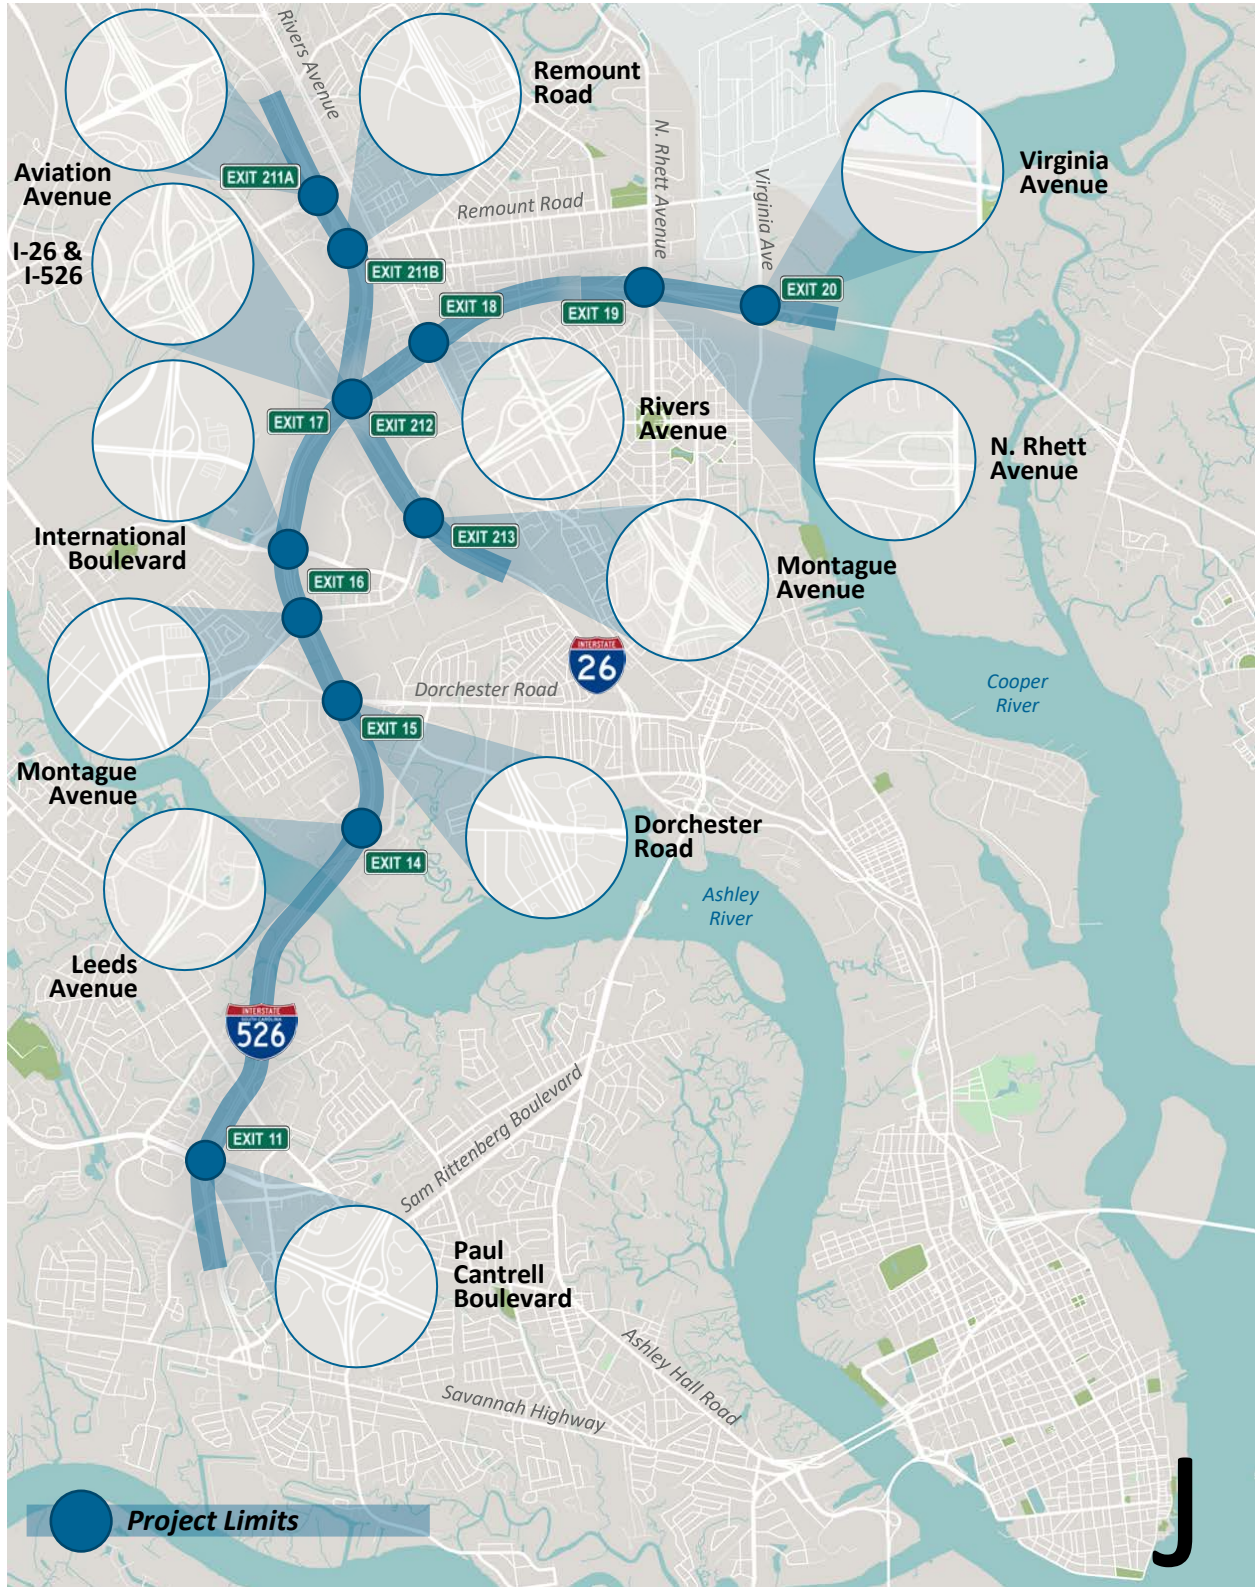 Rivers Avenue
Remount
Road
N. Rhett Avenue
Virginia
Avenue
Aviation
Avenue
EXIT 211A
Virginia Ave
Remount Road
I-26 &
I-526
EXIT 211B
EXIT 18
EXIT 19
EXIT 20
EXIT 17
EXIT 212
Rivers
Avenue
N. Rhett
Avenue
International
Boulevard
EXIT 213
EXIT 16
Montague
Avenue
INTERSTATE
26
Dorchester Road
Cooper
River
EXIT 15
Montague
Avenue
Dorchester
Road
EXIT 14
Ashley
River
Leeds
Avenue
INTERSTATE
SOUTH CAROLINA
526
EXIT 11
Sam Rittenberg Boulevard
Paul
Cantrell
Boulevard
Ashley Hall Road
Savannah Highway
Project Limits
J